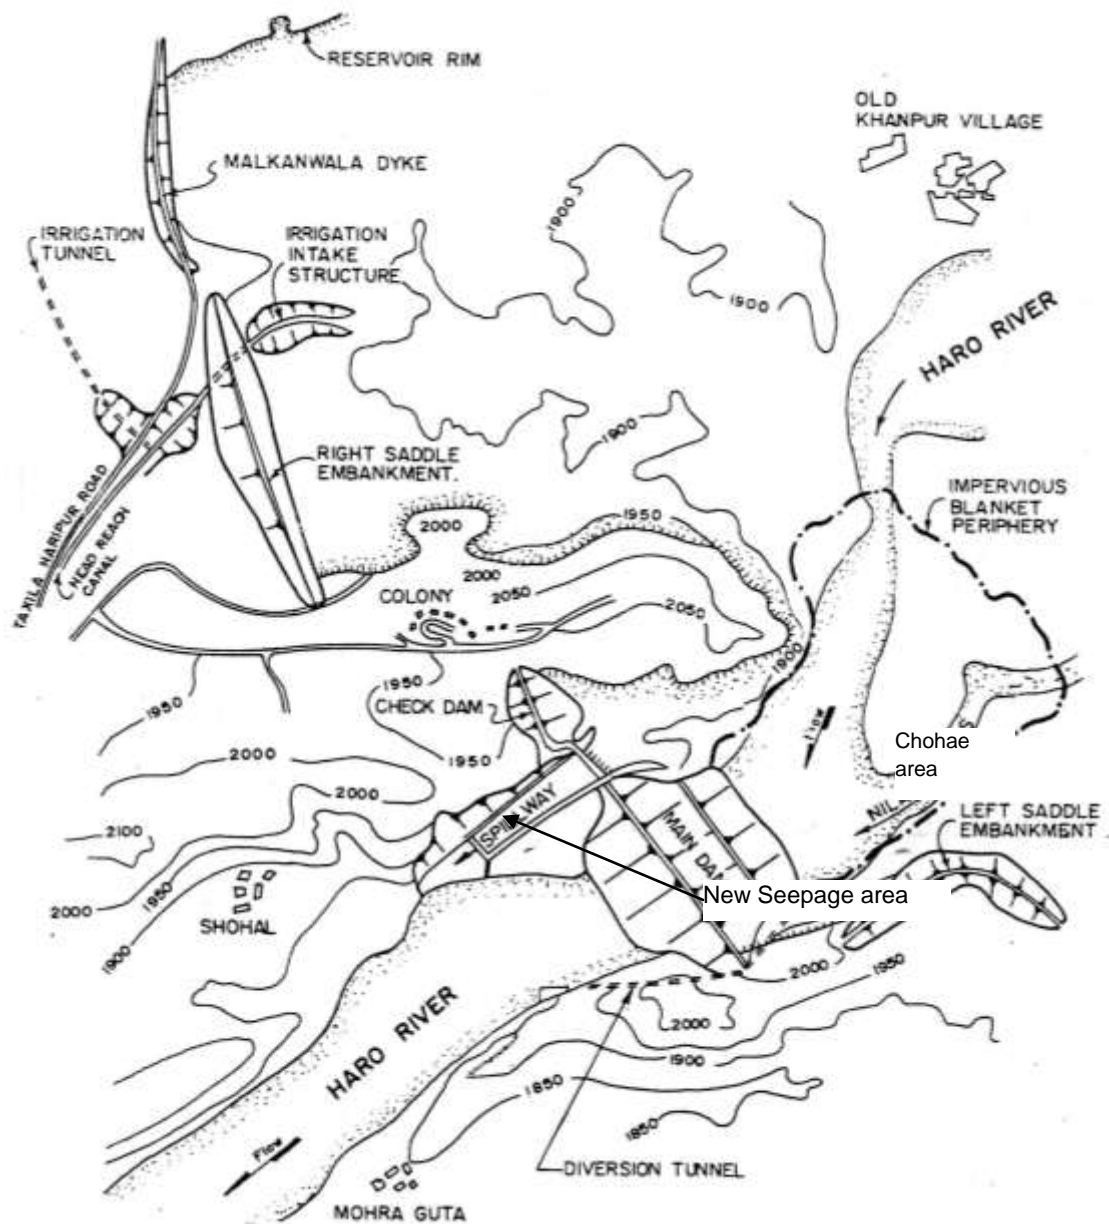 RESERVOIR RIM
OLD
KHANPUR VILLAGE
MALKANWALA DYKE
IRRIGATION
TUNNEL
IRRIGATION
INTAKE
STRUCTURE
1900
1900
HARO RIVER
1900
RIGHT SADDLE
EMBANKMENT.
IMPERVIOUS
BLANKET
PERIPHERY
TAXILA HARIPUR ROAD
HEAD REACH
CANAL
2000
1950
2000
2050
COLONY
2050
1900
1950
1950
1950
CHECK DAM
1950
Flow
Chohae
area
2000
2000
2100
SPILLWAY
MAIN DAM
NIL
LEFT SADDLE
EMBANKMENT
New Seepage area
2000
1950
1900
SHOHAL
2000
1950
2000
1900
1850
1850
HARO RIVER
Flow
DIVERSION TUNNEL
MOHRA GUTA